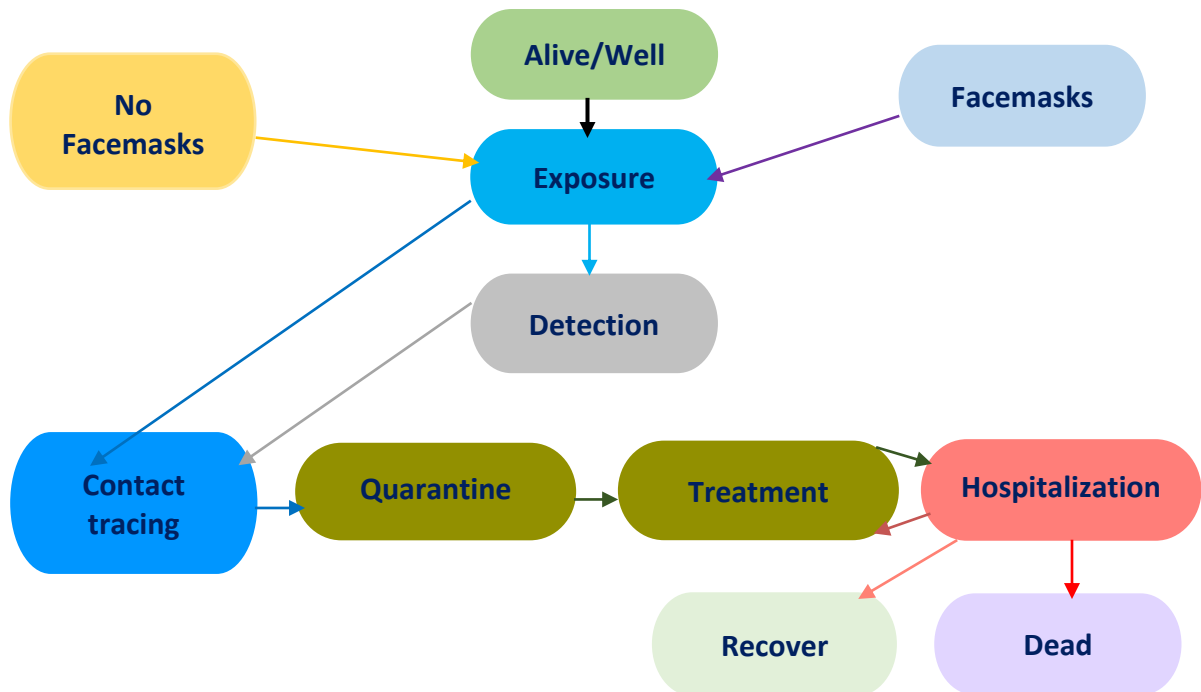 Alive/Well
No
Facemasks
Facemasks
Exposure
Detection
Contact
tracing
Quarantine
Treatment
Hospitalization
Recover
Dead